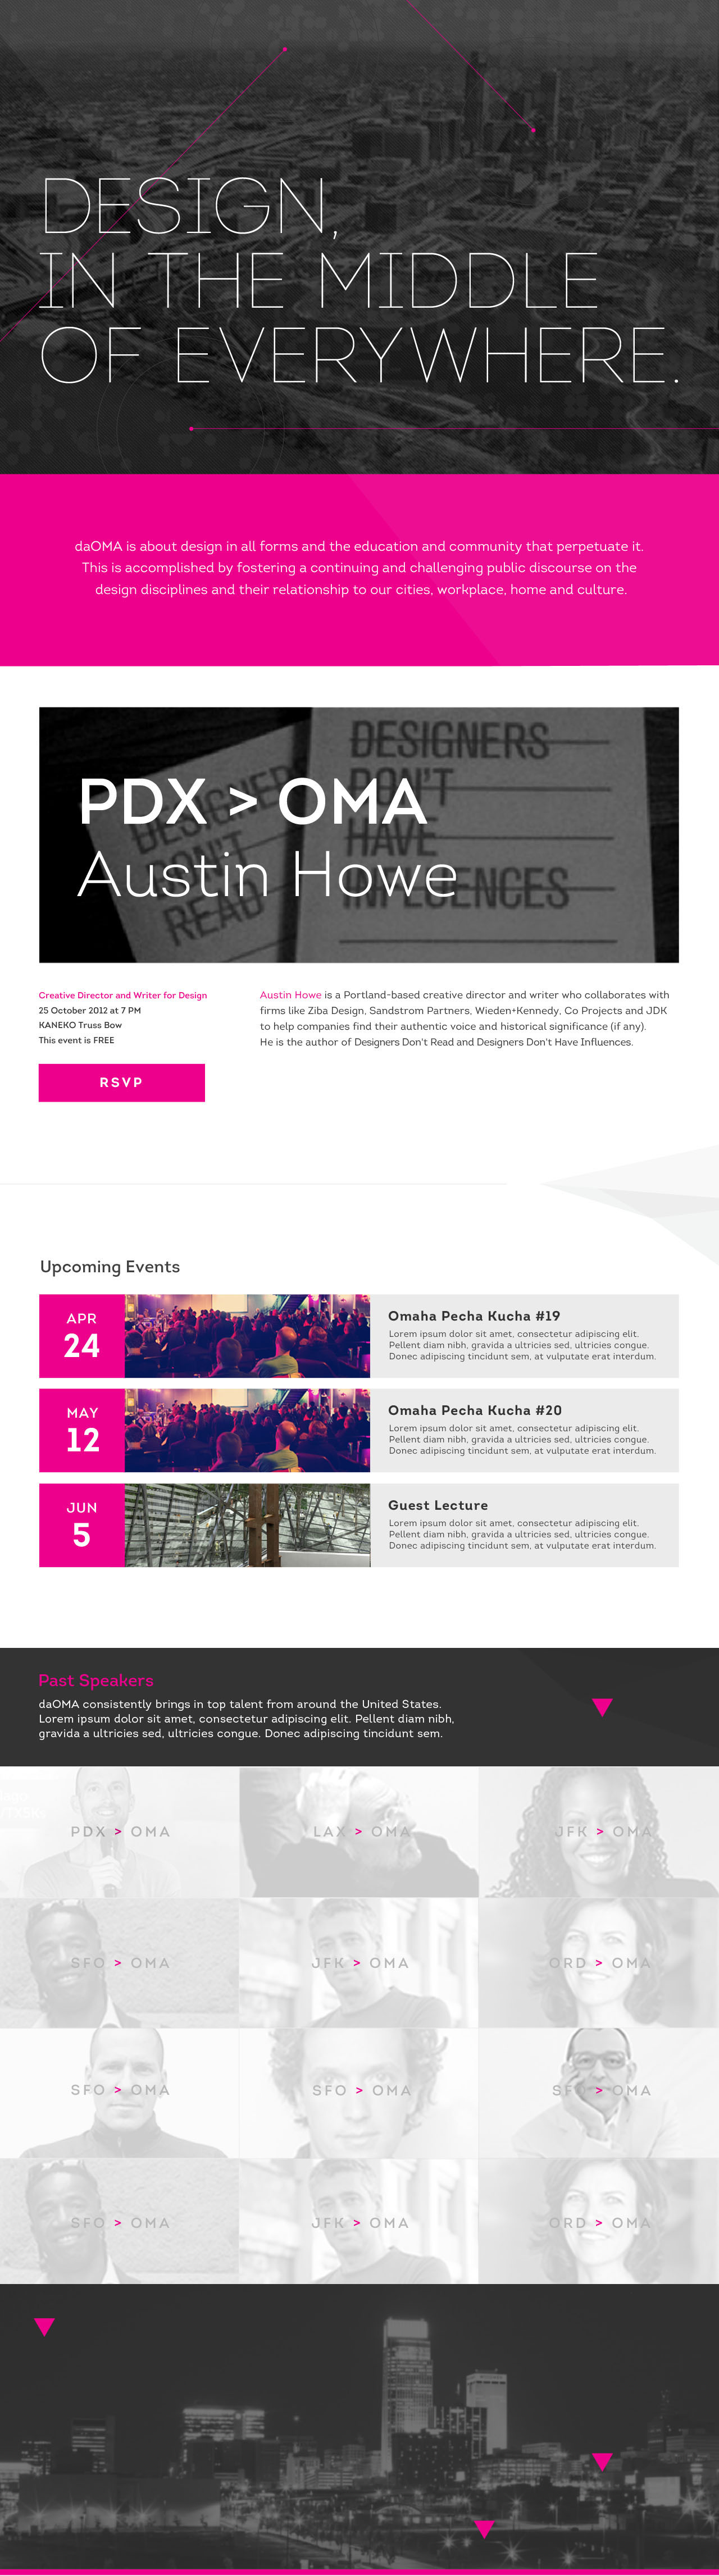 DESIGN,
IN THE MIDDLE
OF EVERYWHERE.
daOMA is about design in all forms and the education and community that perpetuate it.
This is accomplished by fostering a continuing and challenging public discourse on the
design disciplines and their relationship to our cities, workplace, home and culture.
DESIGNERS
DON'T
HAVE
DESIGNER
READ
PDX > OMA
Austin Howe
Creative Director and Writer for Design
25 October 2012 at 7 PM
KANEKO Truss Bow
This event is FREE
RSVP
Austin Howe is a Portland-based creative director and writer who collaborates with
firms like Ziba Design, Sandstrom Partners, Wieden+Kennedy, Co Projects and JDK
to help companies find their authentic voice and historical significance (if any).
He is the author of Designers Don't Read and Designers Don't Have Influences.
Upcoming Events
APR
24
Omaha Pecha Kucha #19
Lorem ipsum dolor sit amet, consectetur adipiscing elit.
Pellent diam nibh, gravida a ultricies sed, ultricies congue.
Donec adipiscing tincidunt sem, at vulputate erat interdum.
MAY
12
Omaha Pecha Kucha #20
Lorem ipsum dolor sit amet, consectetur adipiscing elit.
Pellent diam nibh, gravida a ultricies sed, ultricies congue.
Donec adipiscing tincidunt sem, at vulputate erat interdum.
JUN
5
Guest Lecture
Lorem ipsum dolor sit amet, consectetur adipiscing elit.
Pellent diam nibh, gravida a ultricies sed, ultricies congue.
Donec adipiscing tincidunt sem, at vulputate erat interdum.
Past Speakers
daOMA consistently brings in top talent from around the United States.
Lorem ipsum dolor sit amet, consectetur adipiscing elit. Pellent diam nibh,
gravida a ultricies sed, ultricies congue. Donec adipiscing tincidunt sem.
PDX > OMA
LAX > OMA
JFK > OMA
SFO > OMA
JFK > OMA
ORD > OMA
SFO > OMA
SFO > OMA
SFO > OMA
SFO > OMA
JFK > OMA
ORD > OMA